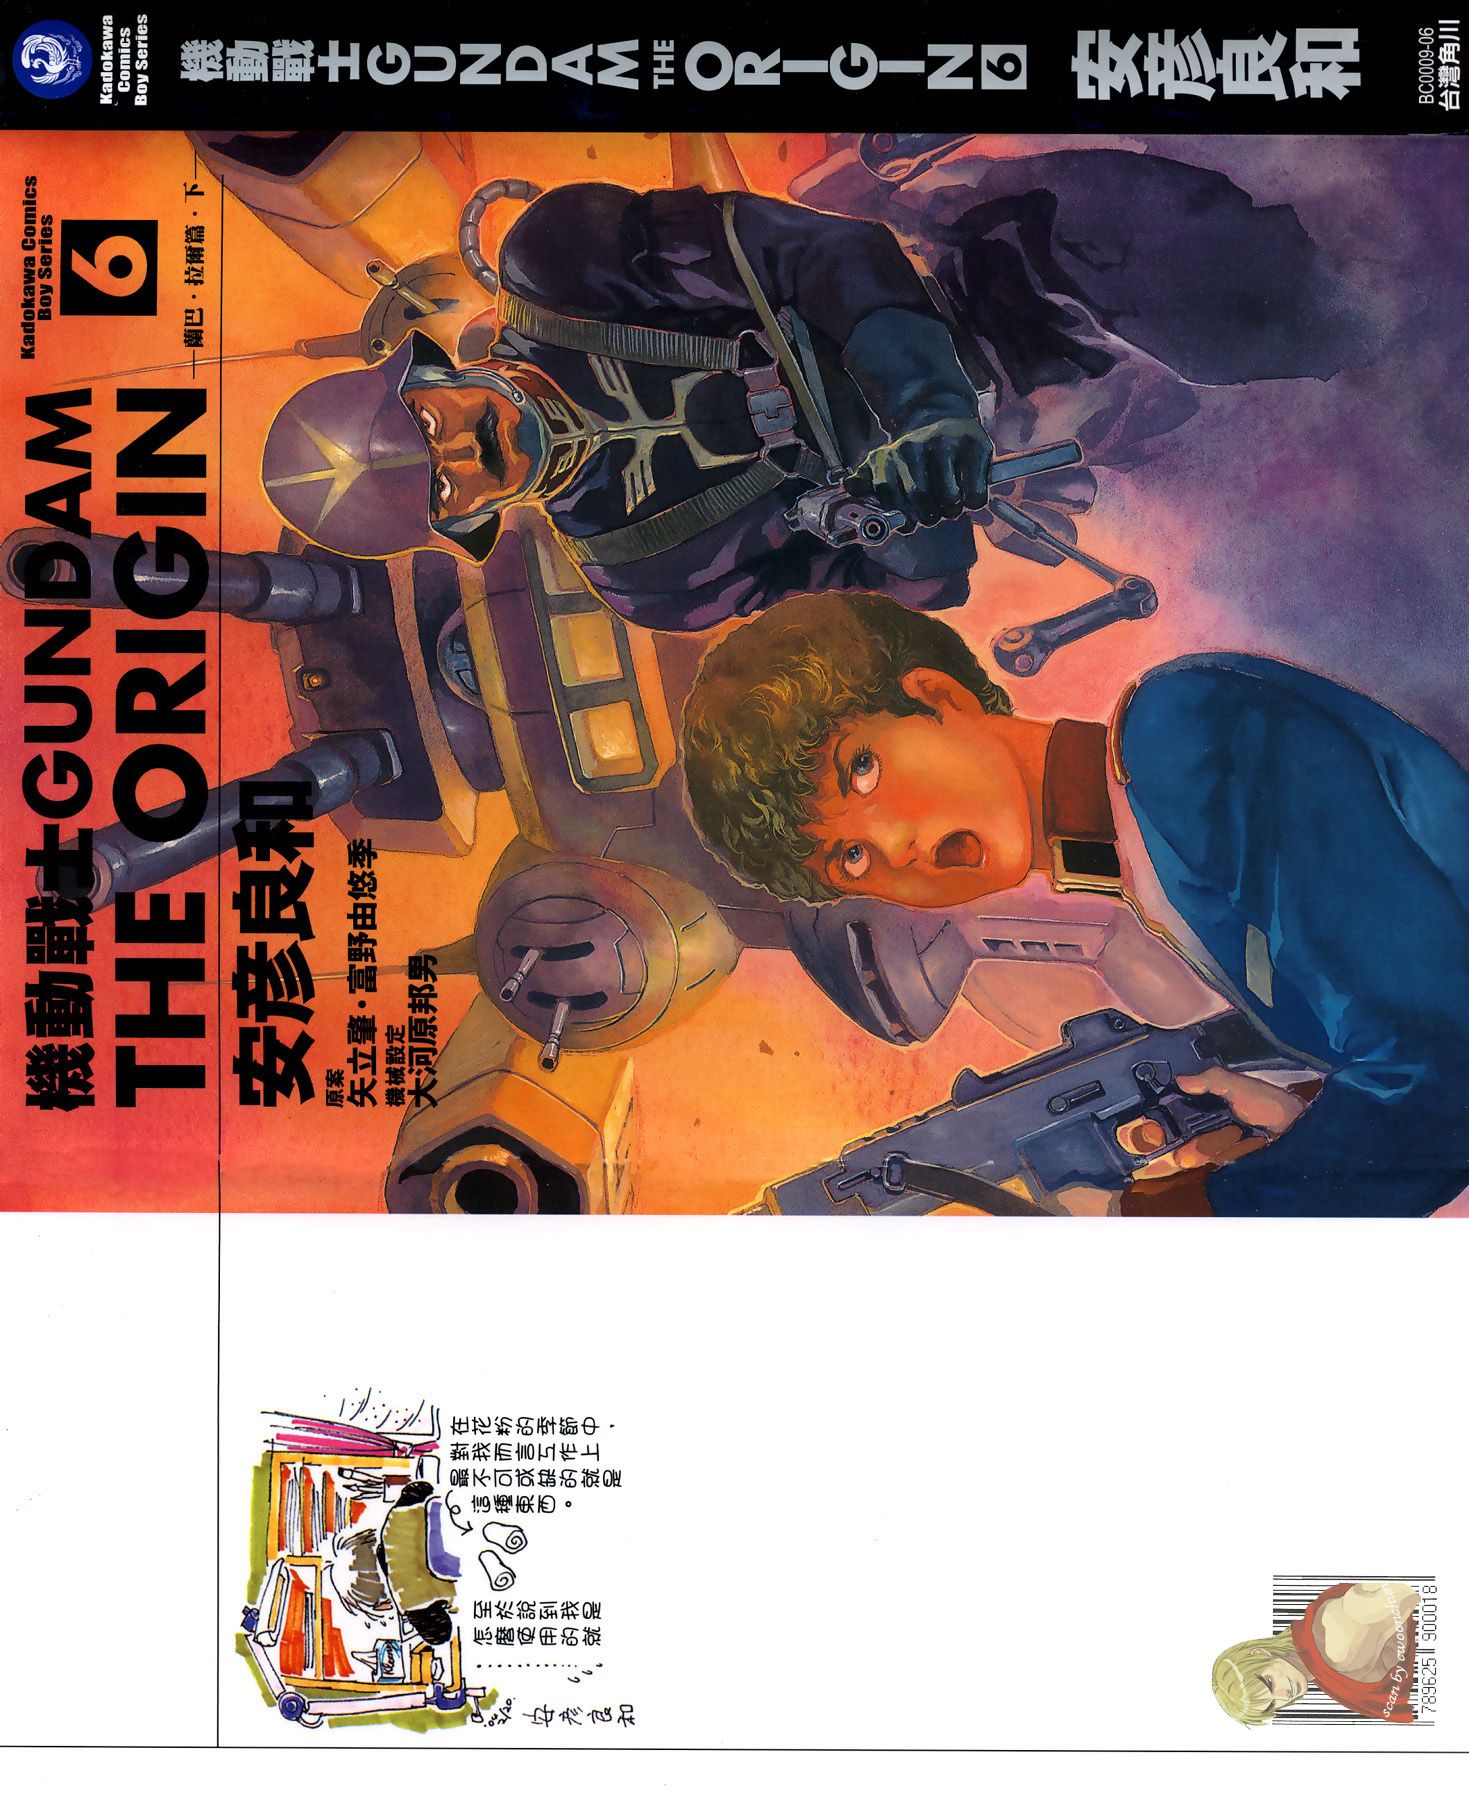 Kadokawa
Comics
Boy Series
機動戰士GUNDAM THE ORIGIN 6
安彦良和
BC0009-06
台灣角川
機動戰士GUNDAM
THE ORIGIN
Kadokawa Comics
Boy Series
6
蘭巴·拉爾篇·下
安彦良和
原案
矢立肇·富野由悠季
機械設定
大河原邦男
在花粉的季節中，
對我而言工作上
最不可或缺的就是
這種東西。
至於說到我是
怎麼使用的就
…………
安彦良和
scan by
789625 900018